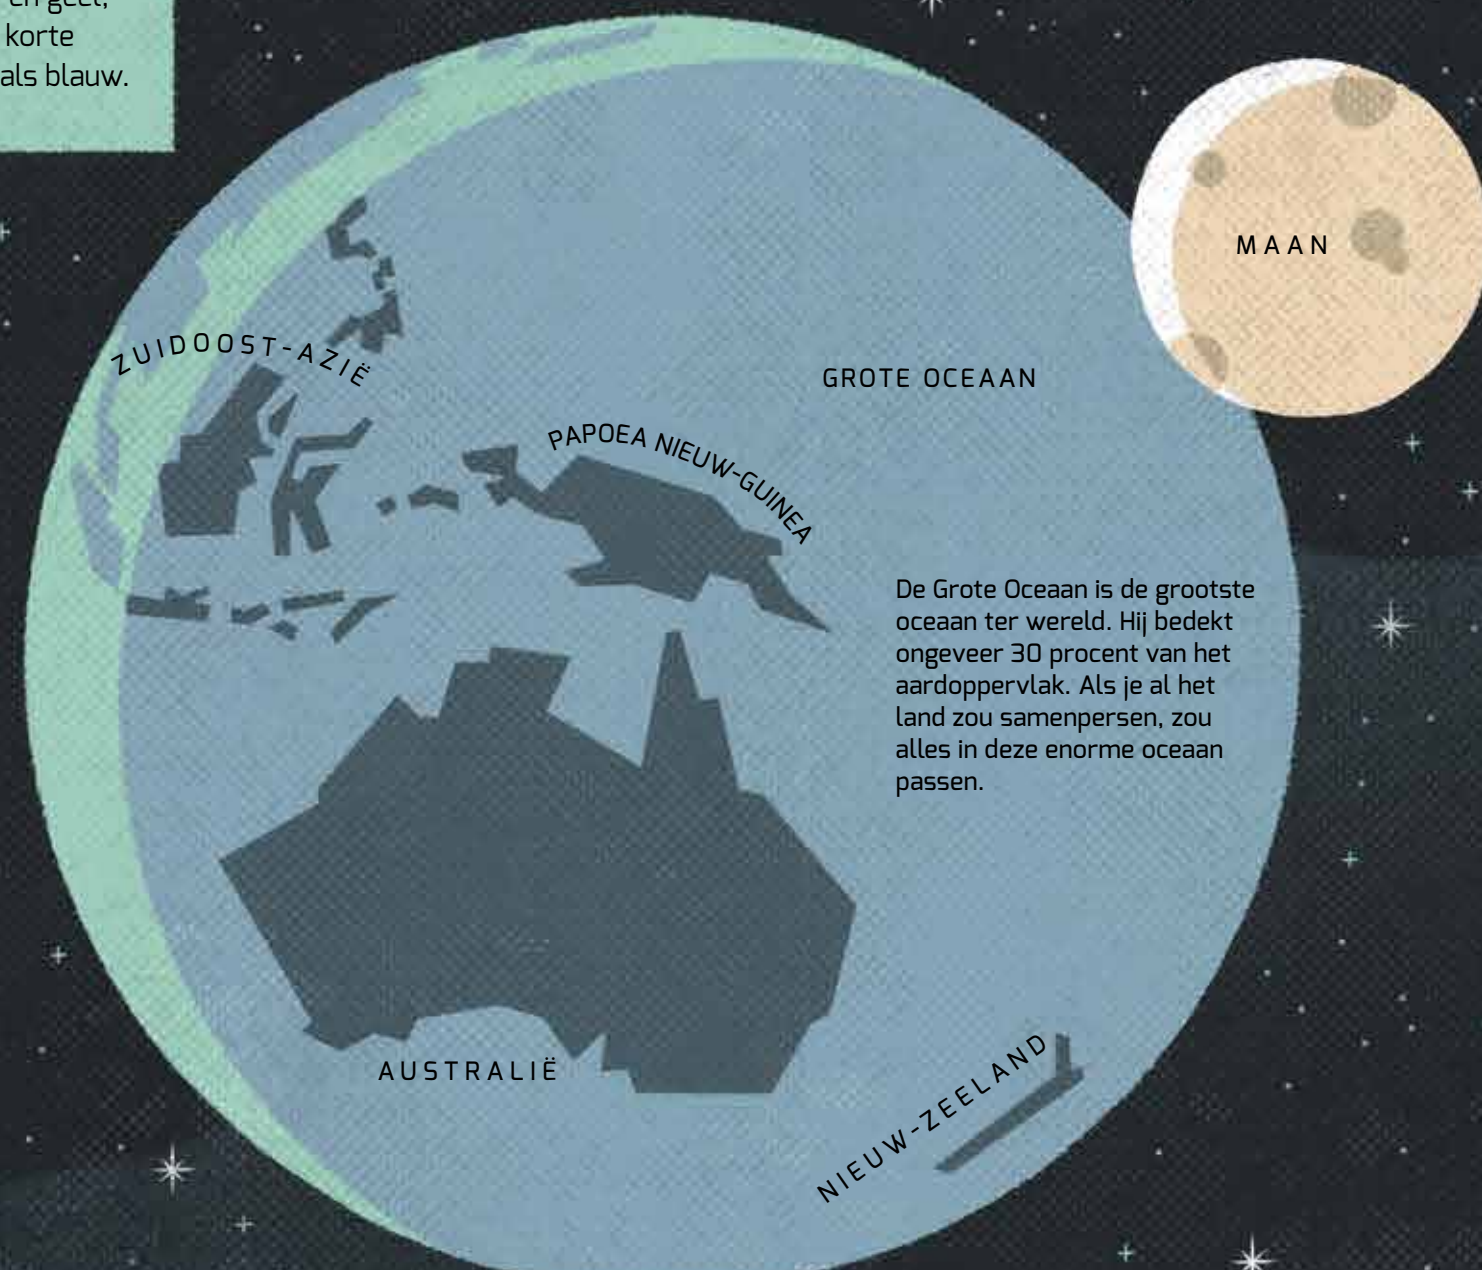 en geel,
korte
als blauw.
MAAN
ZUIDOOST-AZIË
GROTE OCEAAN
PAPOEA NIEUW-GUINEA
De Grote Oceaan is de grootste
oceaan ter wereld. Hij bedekt
ongeveer 30 procent van het
aardoppervlak. Als je al het
land zou samenpersen, zou
alles in deze enorme oceaan
passen.
AUSTRALIË
NIEUW-ZEELAND